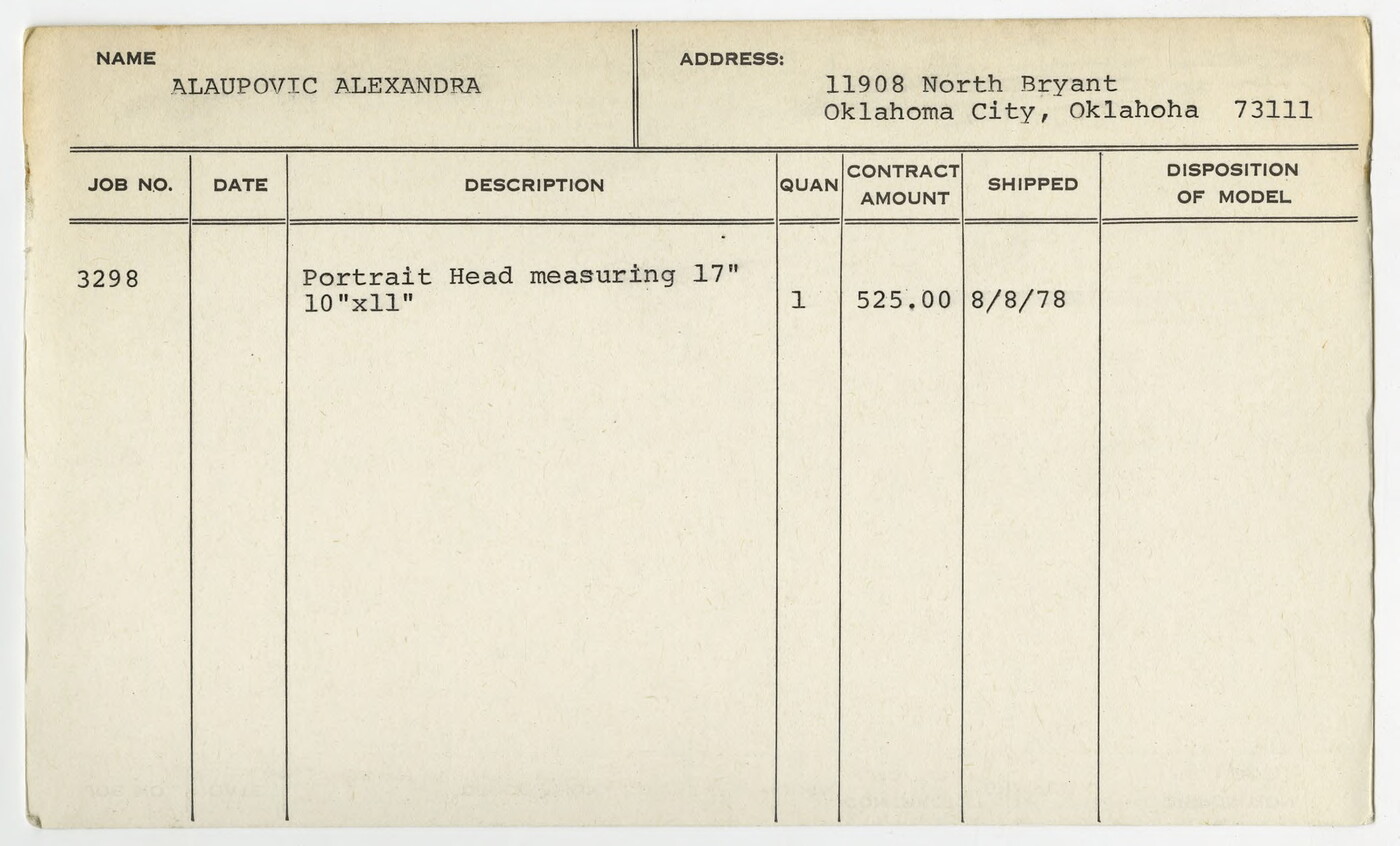 NAME
ALAUPOVIC ALEXANDRA
ADDRESS:
11908 North Bryant
Oklahoma City, Oklahoha 73111
JOB NO. DATE DESCRIPTION QUAN CONTRACT AMOUNT SHIPPED DISPOSITION OF MODEL
3298 Portrait Head measuring 17"
10"x11" 1 525.00 8/8/78